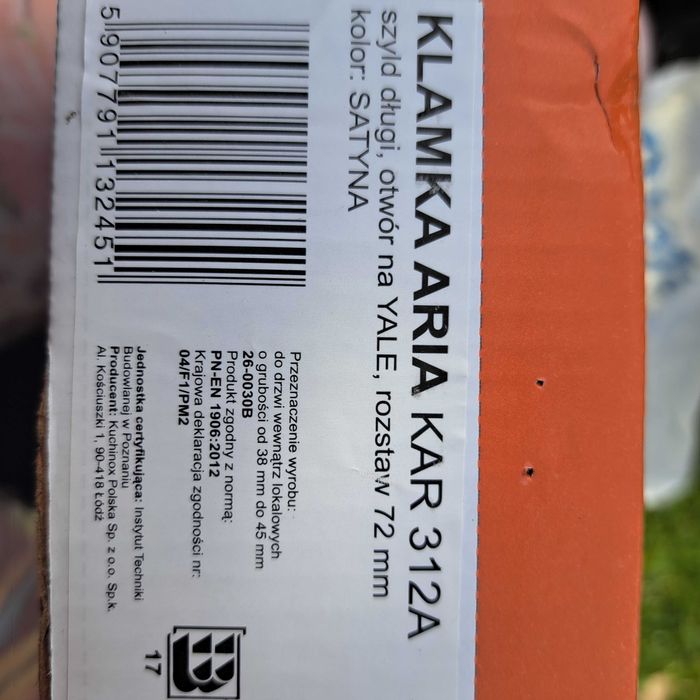 KLAMKA ARIA KAR 312A
szyld długi, otwór na YALE, rozstaw 72 mm
kolor: SATYNA
5 907791 132451
Przeznaczenie wyrobu:
do drzwi wewnątrz lokalowych
o grubości od 38 mm do 45 mm
26-0030B
Produkt zgodny z normą:
PN-EN 1906:2012
Krajowa deklaracja zgodności nr:
04/F1/PM2
Jednostka certyfikująca: Instytut Techniki
Budowlanej w Poznaniu
Producent: Kuchinox Polska Sp. z o.o. Sp.k.
Al. Kościuszki 1, 90-418 Łódź
B
17